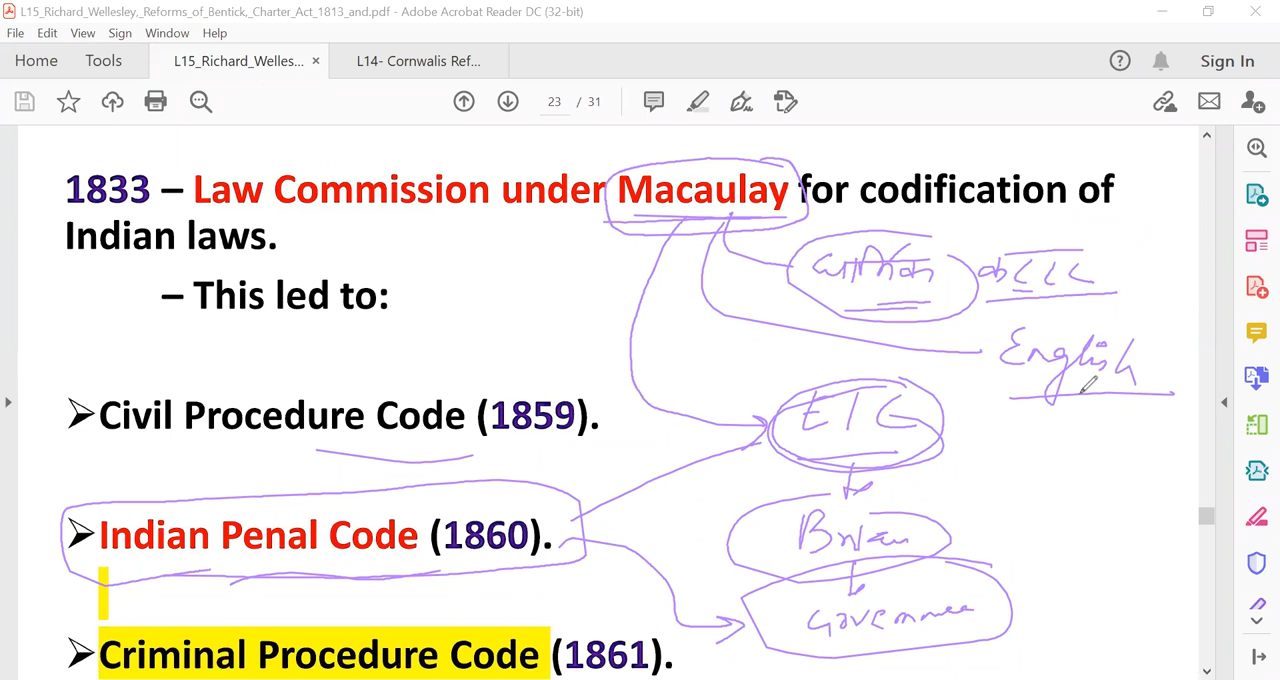 L15_Richard_Wellesley,_Reforms_of_Bentick,_Charter_Act_1813_and.pdf - Adobe Acrobat Reader DC (32-bit)
File Edit View Sign Window Help
Home Tools L15_Richard_Welles... × L14- Cornwalis Ref... Sign In
23 / 31
1833 – Law Commission under Macaulay for codification of
Indian laws.
– This led to:
English
➢Civil Procedure Code (1859).
➢Indian Penal Code (1860).
Governance
➢Criminal Procedure Code (1861).